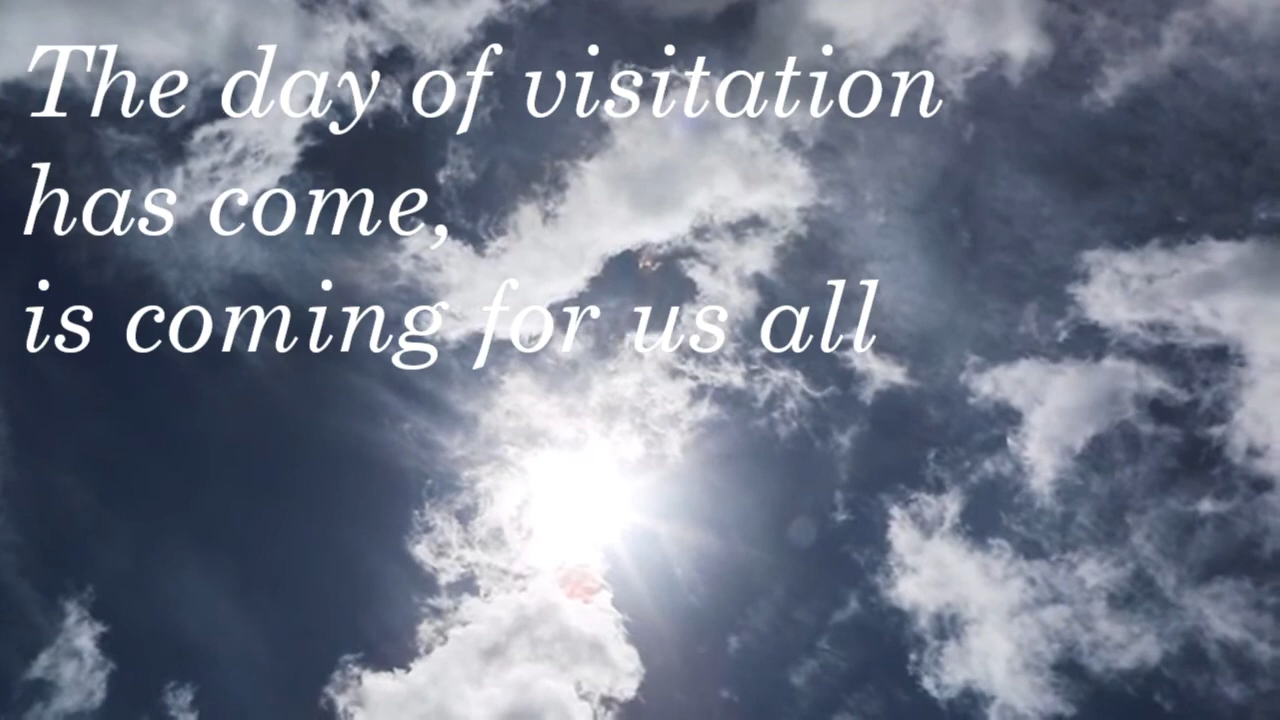 The day of visitation
has come,
is coming for us all